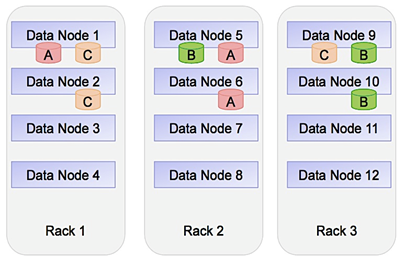 Data Node 1
A C
Data Node 2
C
Data Node 3
Data Node 4
Rack 1
Data Node 5
B A
Data Node 6
A
Data Node 7
Data Node 8
Rack 2
Data Node 9
C B
Data Node 10
B
Data Node 11
Data Node 12
Rack 3